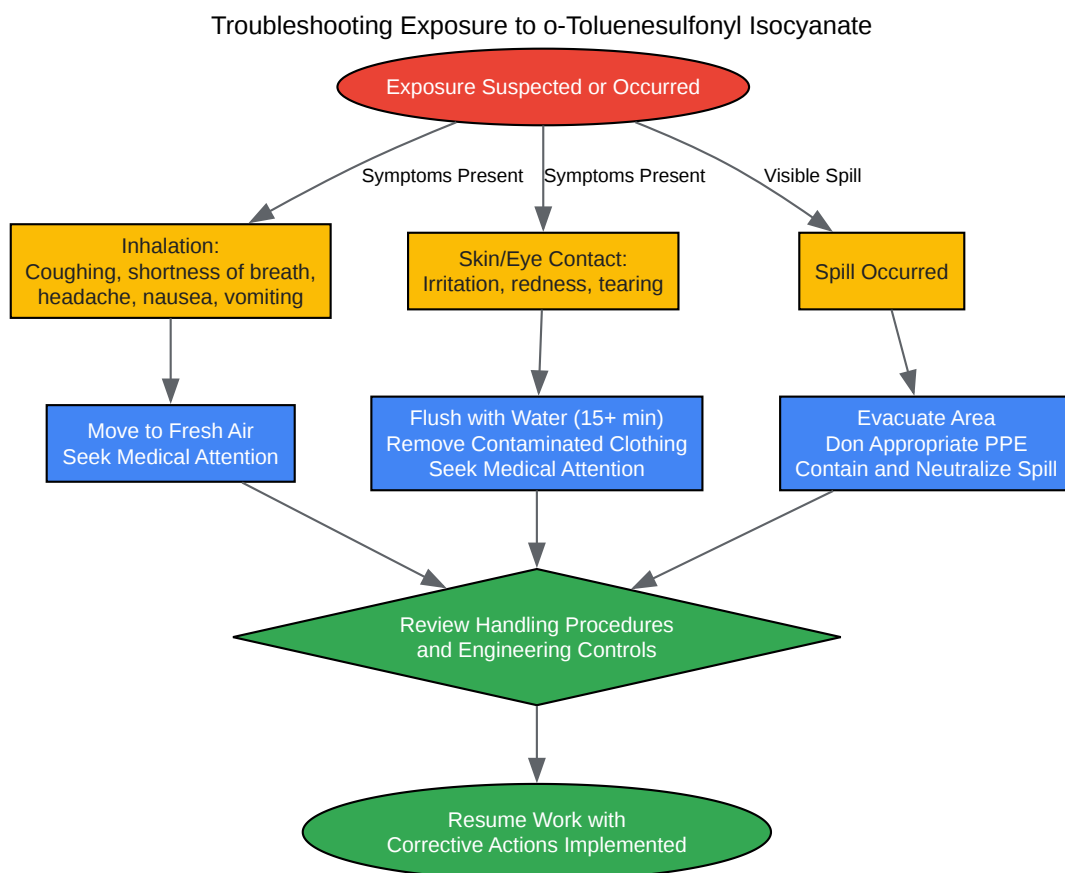 Troubleshooting Exposure to o-Toluenesulfonyl Isocyanate
Exposure Suspected or Occurred
Symptoms Present
Symptoms Present
Visible Spill
Inhalation:
Coughing, shortness of breath,
headache, nausea, vomiting
Skin/Eye Contact:
Irritation, redness, tearing
Spill Occurred
Move to Fresh Air
Seek Medical Attention
Flush with Water (15+ min)
Remove Contaminated Clothing
Seek Medical Attention
Evacuate Area
Don Appropriate PPE
Contain and Neutralize Spill
Review Handling Procedures
and Engineering Controls
Resume Work with
Corrective Actions Implemented